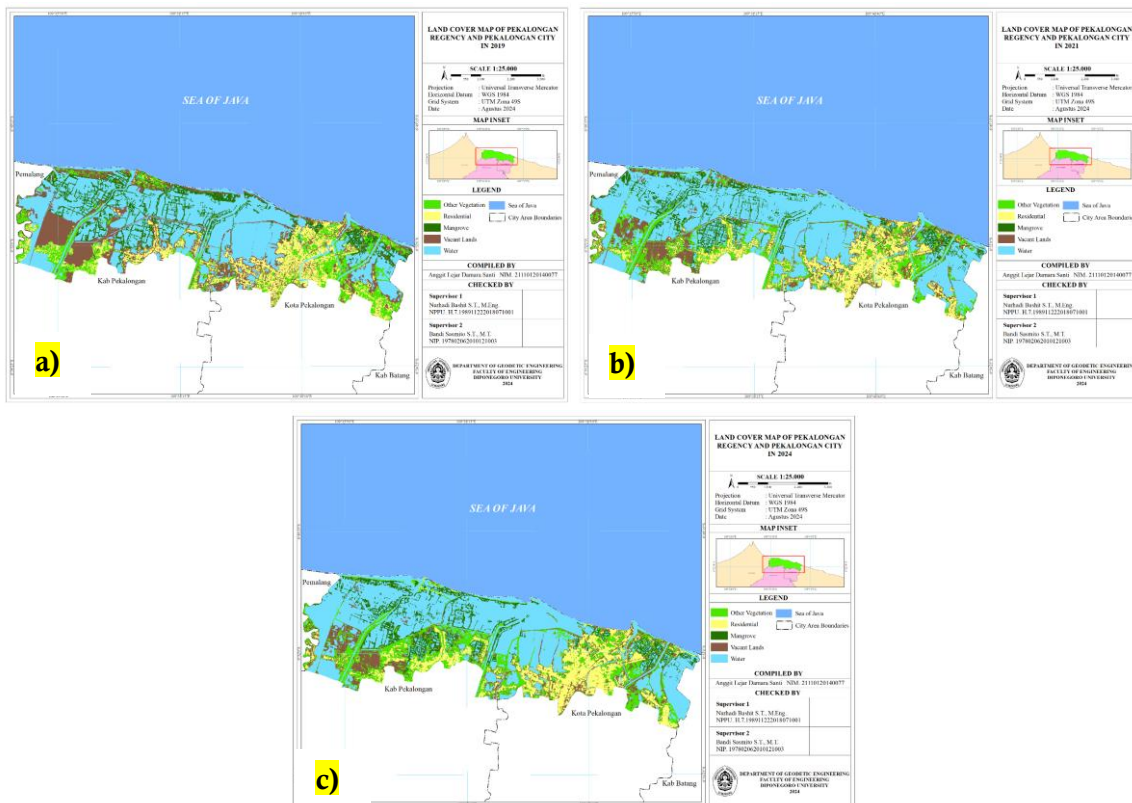 LAND COVER MAP OF PEKALONGAN
REGENCY AND PEKALONGAN CITY
IN 2019
SCALE 1:25.000
Projection : Universal Transverse Mercator
Horizontal Datum : WGS 1984
Grid System : UTM Zona 49S
Date : Agustus 2024
MAP INSET
LEGEND
Other Vegetation
Sea of Java
Residential
City Area Boundaries
Mangrove
Vacant Lands
Water
COMPILED BY
Anggit Lejar Damara Santi NIM. 21110120140077
CHECKED BY
Supervisor 1
Nurhadi Bashit S.T., M.Eng.
NPPU. H.7.198911222018071001
Supervisor 2
Bandi Sasmito S.T., M.T.
NIP. 197802062010121003
DEPARTMENT OF GEODETIC ENGINEERING
FACULTY OF ENGINEERING
DIPONEGORO UNIVERSITY
2024
SEA OF JAVA
Pemalang
Kab Pekalongan
Kota Pekalongan
Kab Batang
a)
LAND COVER MAP OF PEKALONGAN
REGENCY AND PEKALONGAN CITY
IN 2021
SCALE 1:25.000
Projection : Universal Transverse Mercator
Horizontal Datum : WGS 1984
Grid System : UTM Zona 49S
Date : Agustus 2024
MAP INSET
LEGEND
Other Vegetation
Sea of Java
Residential
City Area Boundaries
Mangrove
Vacant Lands
Water
COMPILED BY
Anggit Lejar Damara Santi NIM. 21110120140077
CHECKED BY
Supervisor 1
Nurhadi Bashit S.T., M.Eng.
NPPU. H.7.198911222018071001
Supervisor 2
Bandi Sasmito S.T., M.T.
NIP. 197802062010121003
DEPARTMENT OF GEODETIC ENGINEERING
FACULTY OF ENGINEERING
DIPONEGORO UNIVERSITY
2024
SEA OF JAVA
Pemalang
Kab Pekalongan
Kota Pekalongan
Kab Batang
b)
LAND COVER MAP OF PEKALONGAN
REGENCY AND PEKALONGAN CITY
IN 2024
SCALE 1:25.000
Projection : Universal Transverse Mercator
Horizontal Datum : WGS 1984
Grid System : UTM Zona 49S
Date : Agustus 2024
MAP INSET
LEGEND
Other Vegetation
Sea of Java
Residential
City Area Boundaries
Mangrove
Vacant Lands
Water
COMPILED BY
Anggit Lejar Damara Santi NIM. 21110120140077
CHECKED BY
Supervisor 1
Nurhadi Bashit S.T., M.Eng.
NPPU. H.7.198911222018071001
Supervisor 2
Bandi Sasmito S.T., M.T.
NIP. 197802062010121003
DEPARTMENT OF GEODETIC ENGINEERING
FACULTY OF ENGINEERING
DIPONEGORO UNIVERSITY
2024
SEA OF JAVA
Pemalang
Kab Pekalongan
Kota Pekalongan
Kab Batang
c)